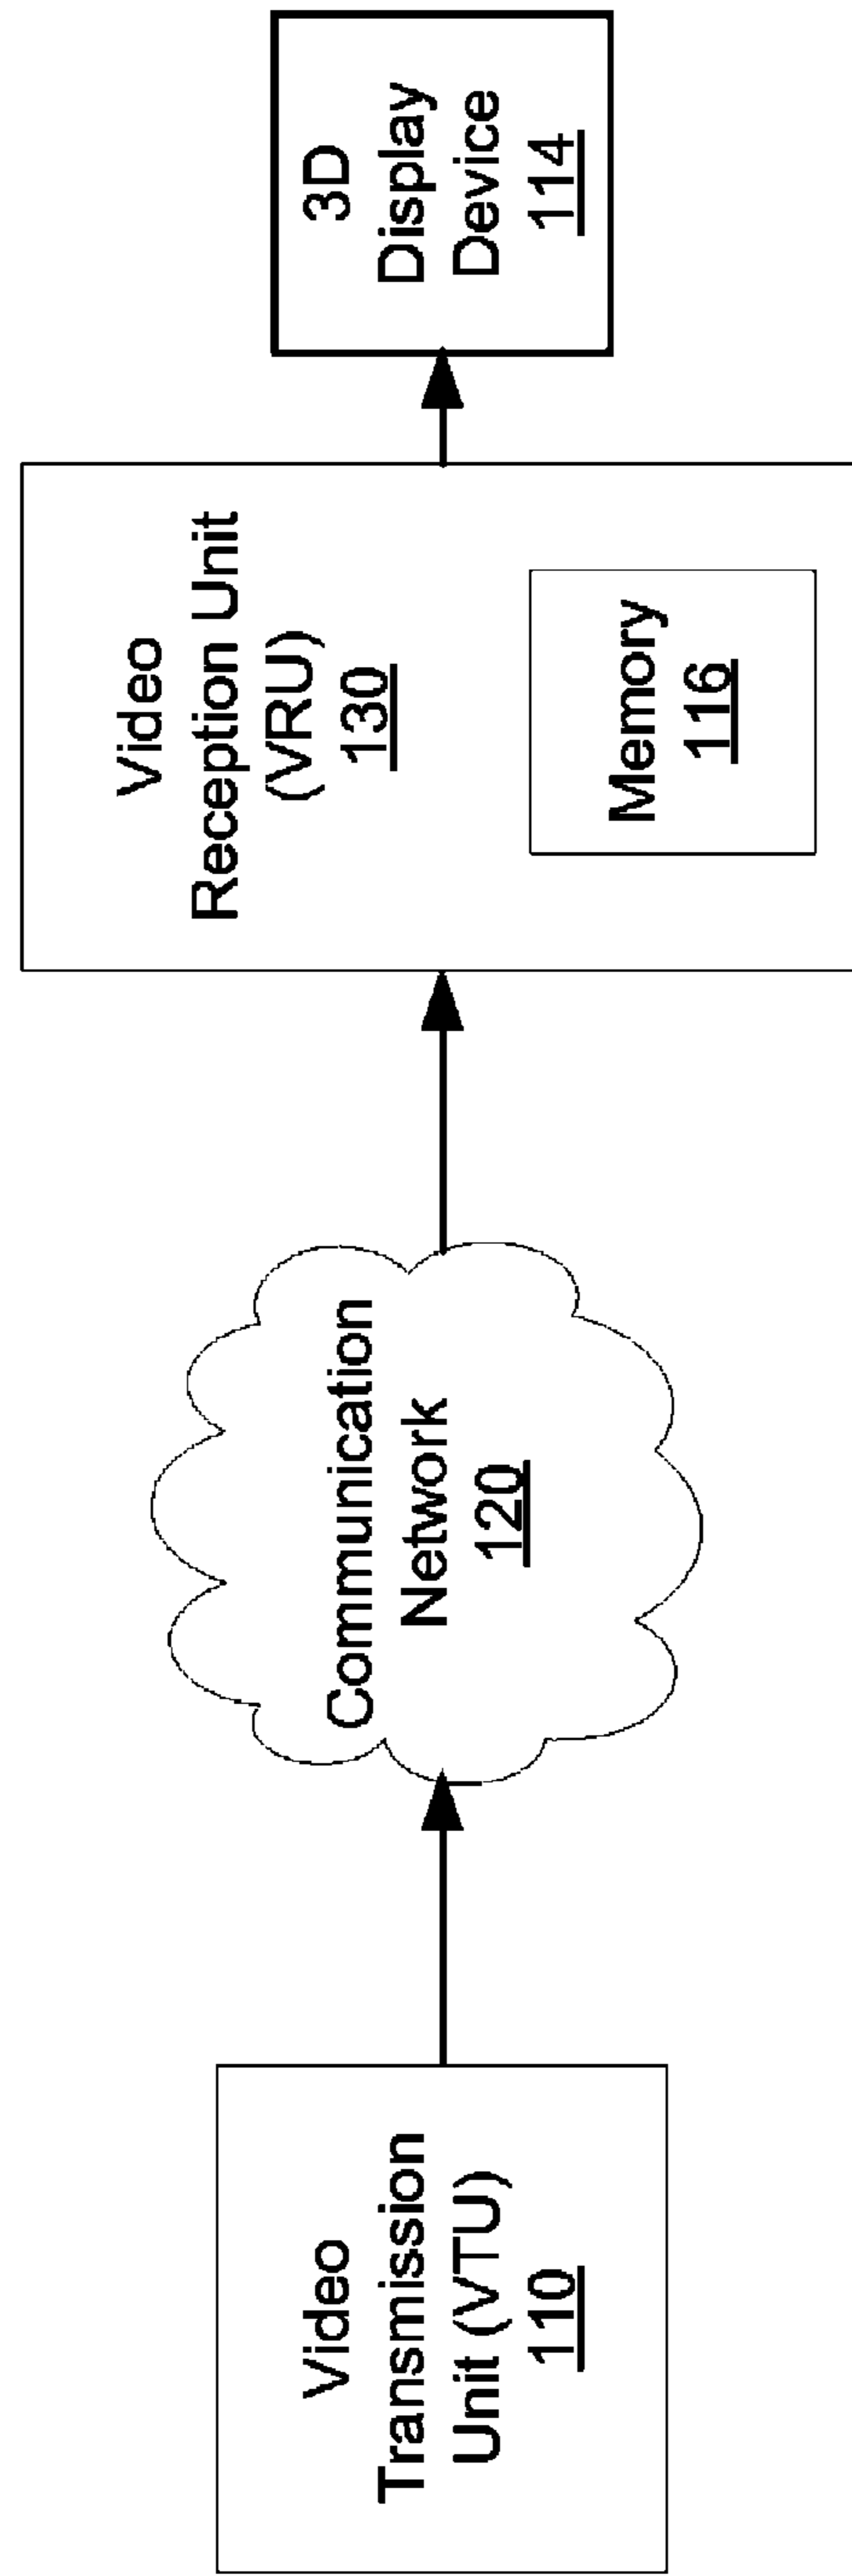 Video
Transmission
Unit (VTU)
110
Communication
Network
120
Video
Reception Unit
(VRU)
130
Memory
116
3D
Display
Device
114